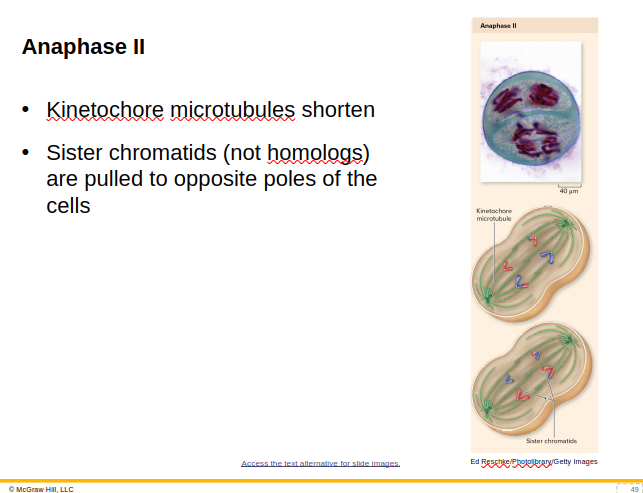 Anaphase II
Anaphase II
• Kinetochore microtubules shorten
• Sister chromatids (not homologs)
are pulled to opposite poles of the
cells
40 μm
Kinetochore
microtubule
Sister chromatids
Access the text alternative for slide images.
Ed Reschke/Photolibrary/Getty Images
© McGraw Hill, LLC
49